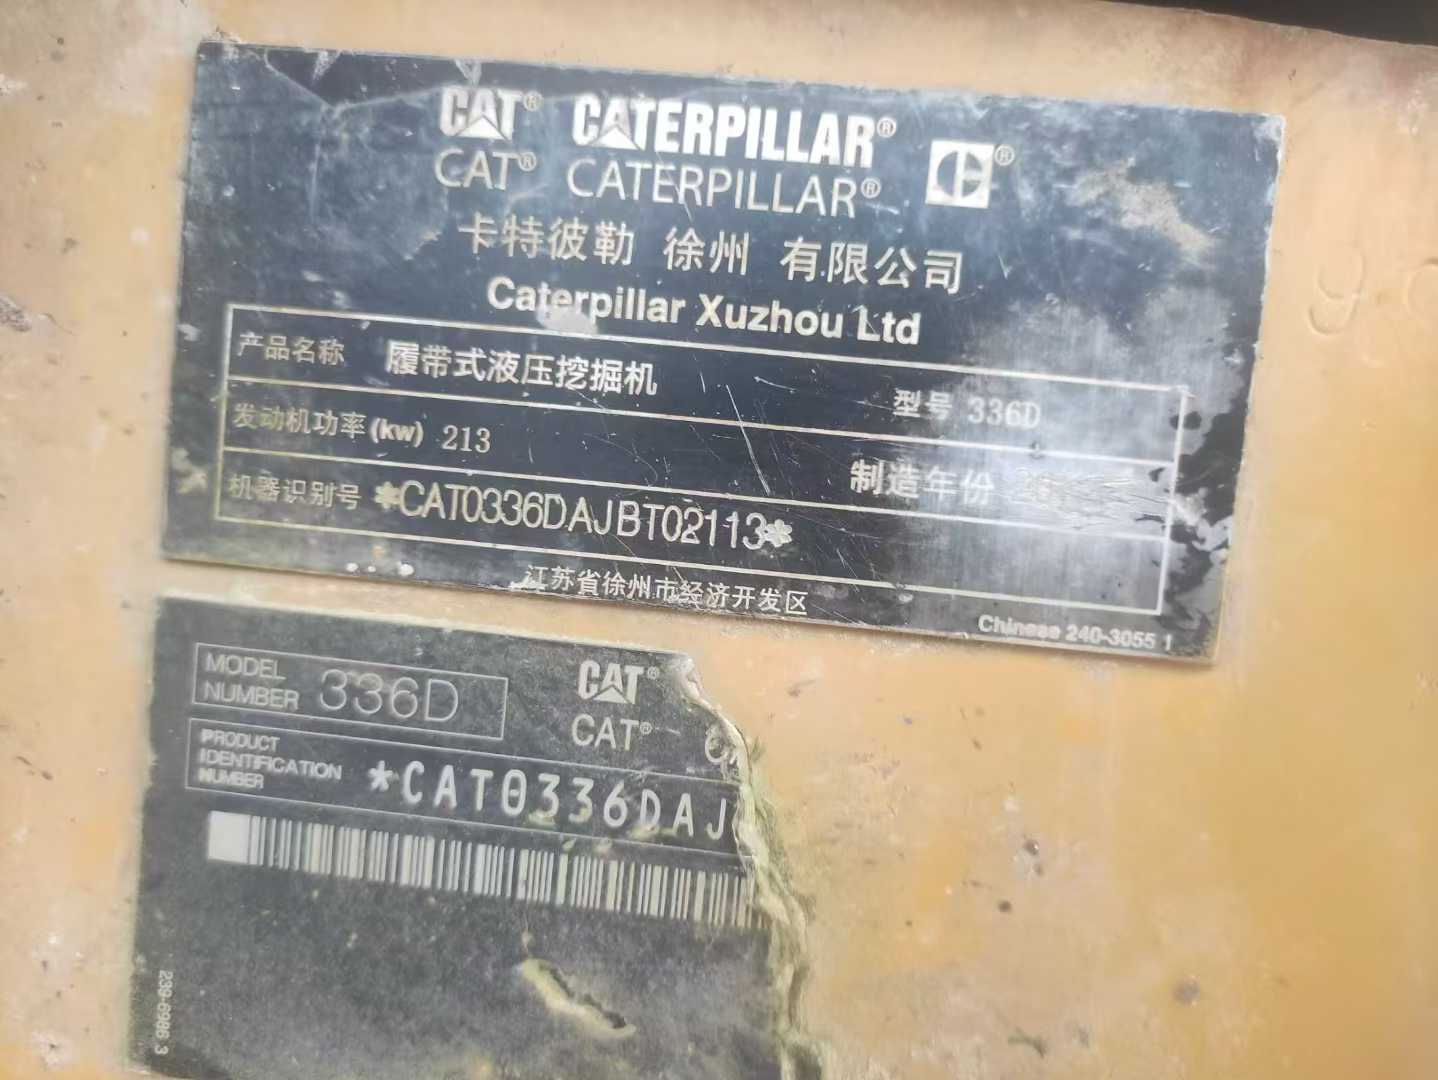 CAT® CATERPILLAR®
CAT® CATERPILLAR®
卡特彼勒 徐州 有限公司
Caterpillar Xuzhou Ltd
产品名称 履带式液压挖掘机 型号 336D
发动机功率(kw) 213 制造年份
机器识别号 *CAT0336DAJBT02113*
江苏省徐州市经济开发区
Chinese 240-3055 1
MODEL NUMBER 336D
CAT®
CAT®
PRODUCT IDENTIFICATION NUMBER *CAT0336DAJ
239-6986 3